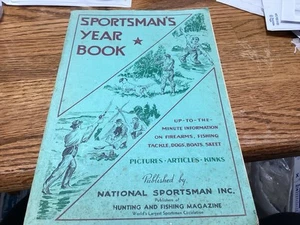 SPORTSMAN'S
YEAR
BOOK
UP-TO-THE-
MINUTE INFORMATION
ON FIREARMS, FISHING
TACKLE, DOGS, BOATS, SKEET
PICTURES-ARTICLES-KINKS
Published by
NATIONAL SPORTSMAN INC.
Publishers of
HUNTING AND FISHING MAGAZINE
World's Largest Sportsmen Circulation